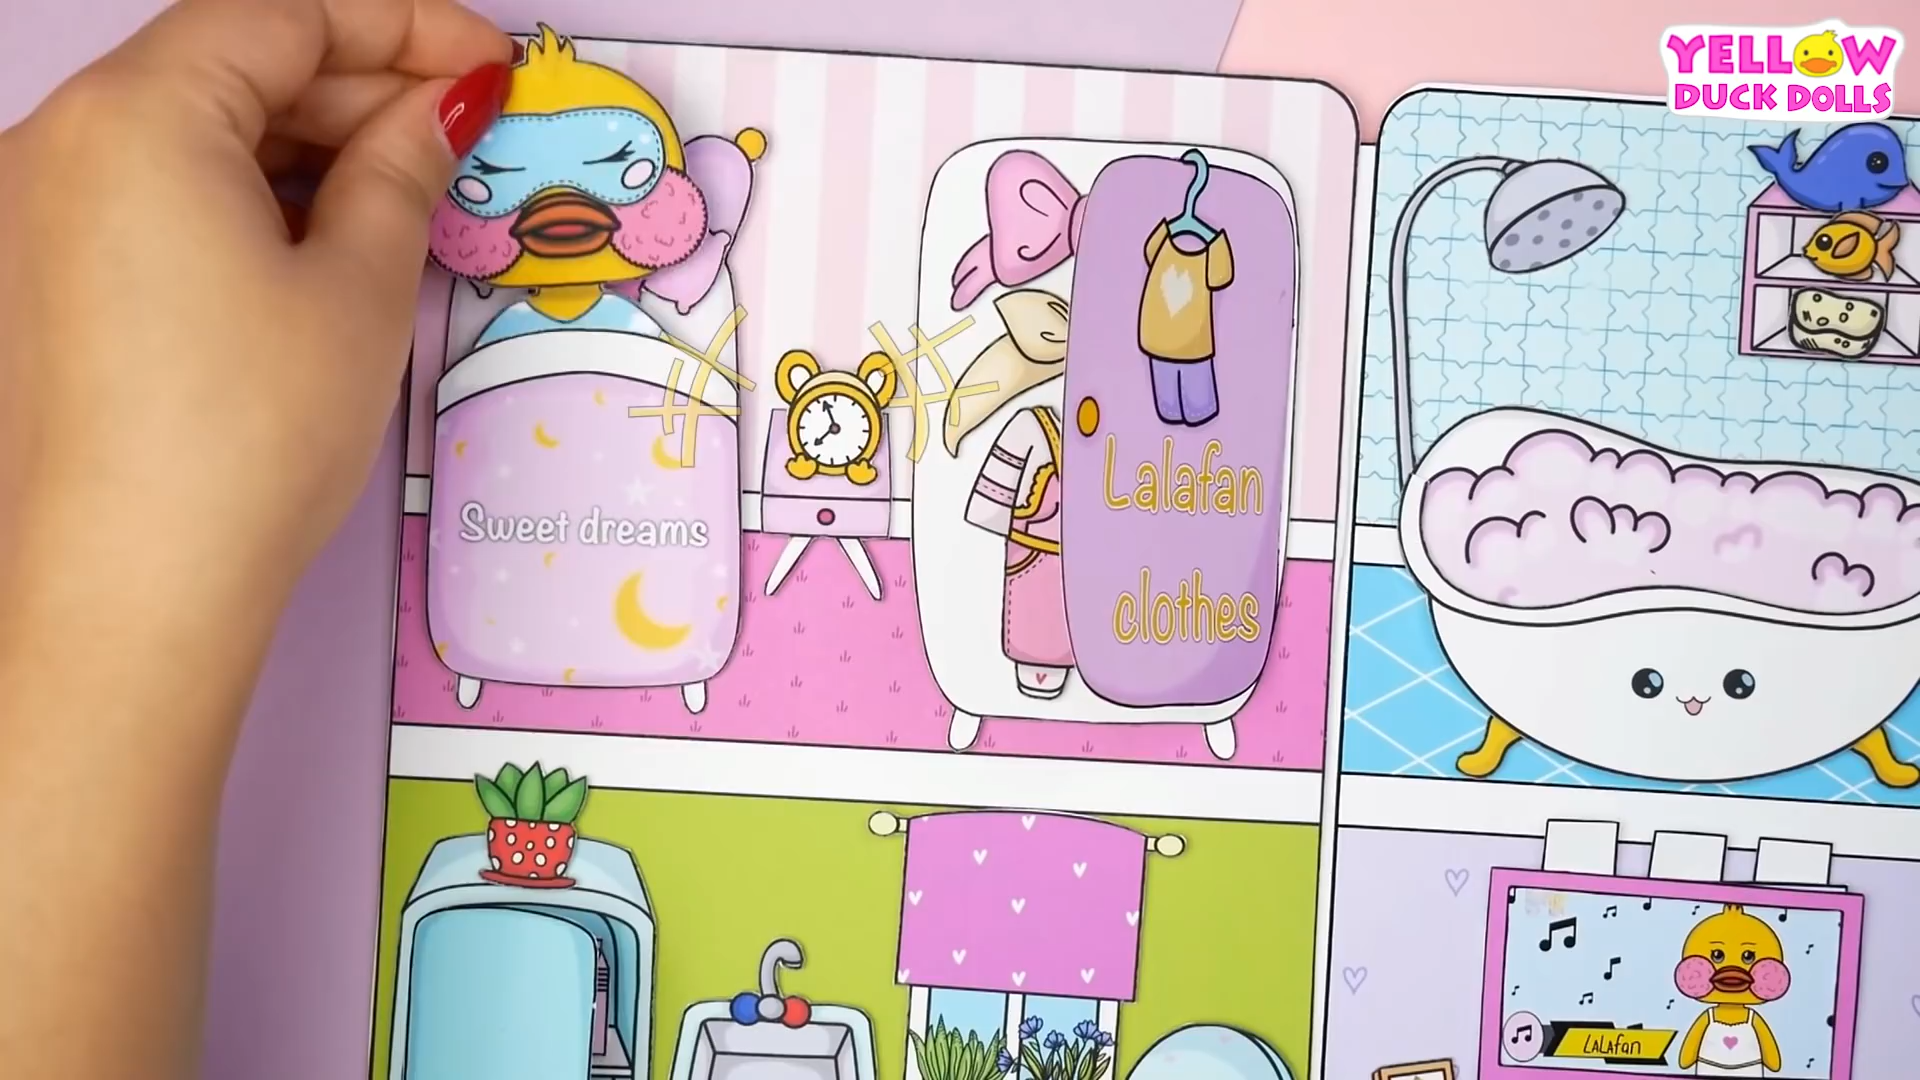 YELLOW
DUCK DOLLS
Sweet dreams
Lalafan
clothes
LALAfan